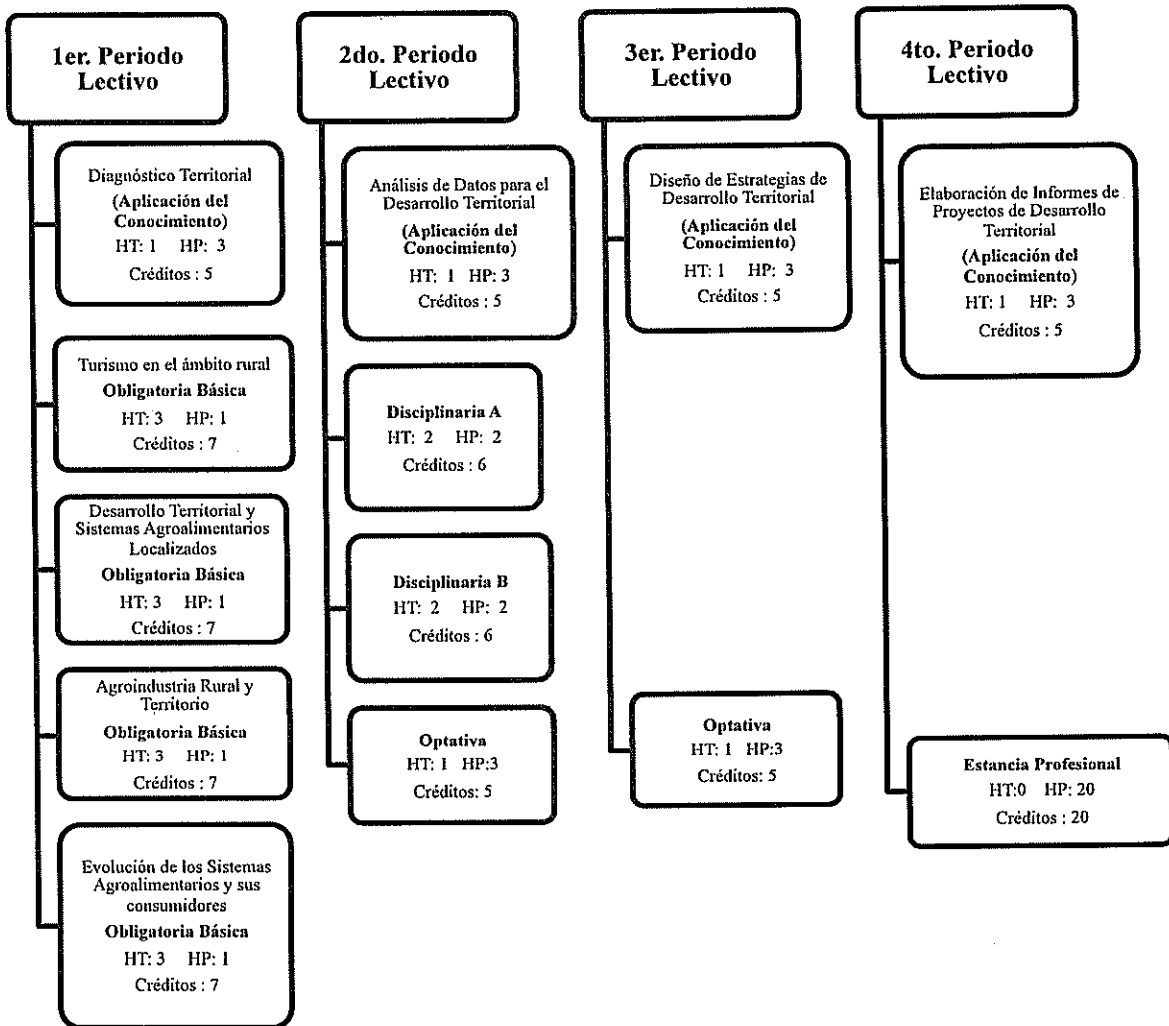 1er. Periodo
Lectivo
Diagnóstico Territorial
(Aplicación del
Conocimiento)
HT: 1 HP: 3
Créditos : 5
Turismo en el ámbito rural
Obligatoria Básica
HT: 3 HP: 1
Créditos : 7
Desarrollo Territorial y
Sistemas Agroalimentarios
Localizados
Obligatoria Básica
HT: 3 HP: 1
Créditos : 7
Agroindustria Rural y
Territorio
Obligatoria Básica
HT: 3 HP: 1
Créditos : 7
Evolución de los Sistemas
Agroalimentarios y sus
consumidores
Obligatoria Básica
HT: 3 HP: 1
Créditos : 7
2do. Periodo
Lectivo
Análisis de Datos para el
Desarrollo Territorial
(Aplicación del
Conocimiento)
HT: 1 HP: 3
Créditos : 5
Disciplinaria A
HT: 2 HP: 2
Créditos : 6
Disciplinaria B
HT: 2 HP: 2
Créditos : 6
Optativa
HT: 1 HP:3
Créditos: 5
3er. Periodo
Lectivo
Diseño de Estrategias de
Desarrollo Territorial
(Aplicación del
Conocimiento)
HT: 1 HP: 3
Créditos : 5
Optativa
HT: 1 HP:3
Créditos: 5
4to. Periodo
Lectivo
Elaboración de Informes de
Proyectos de Desarrollo
Territorial
(Aplicación del
Conocimiento)
HT: 1 HP: 3
Créditos : 5
Estancia Profesional
HT:0 HP: 20
Créditos : 20